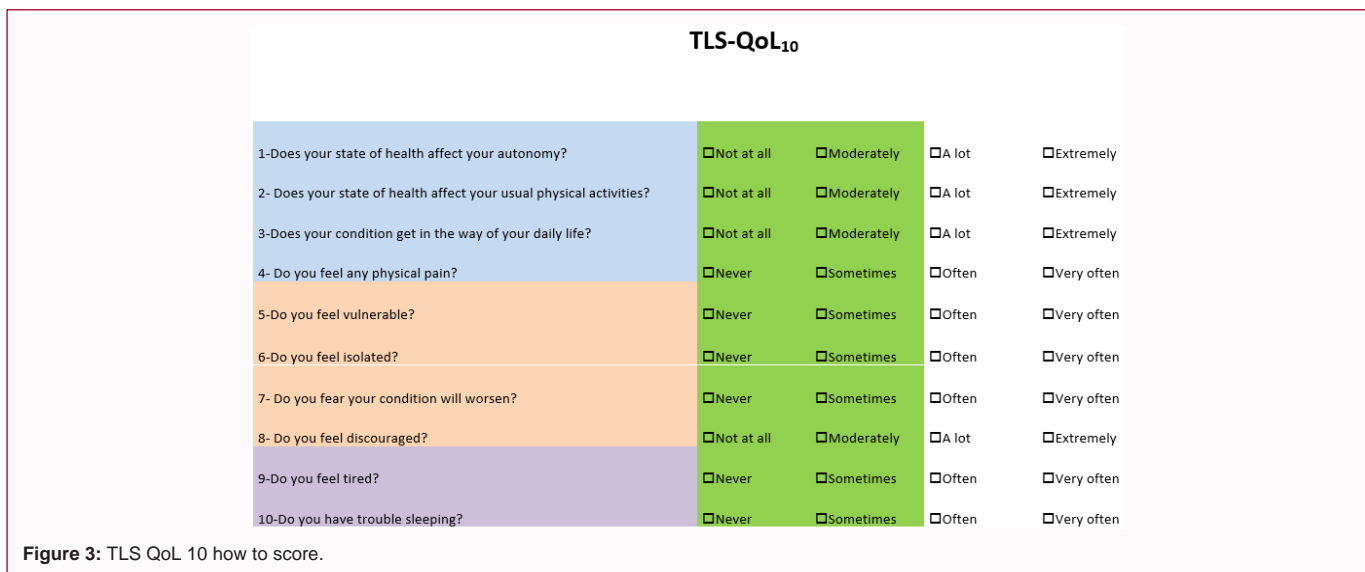 TLS-QoL₁₀
1-Does your state of health affect your autonomy? ☐Not at all ☐Moderately ☐A lot ☐Extremely
2- Does your state of health affect your usual physical activities? ☐Not at all ☐Moderately ☐A lot ☐Extremely
3-Does your condition get in the way of your daily life? ☐Not at all ☐Moderately ☐A lot ☐Extremely
4- Do you feel any physical pain? ☐Never ☐Sometimes ☐Often ☐Very often
5-Do you feel vulnerable? ☐Never ☐Sometimes ☐Often ☐Very often
6-Do you feel isolated? ☐Never ☐Sometimes ☐Often ☐Very often
7- Do you fear your condition will worsen? ☐Never ☐Sometimes ☐Often ☐Very often
8- Do you feel discouraged? ☐Not at all ☐Moderately ☐A lot ☐Extremely
9-Do you feel tired? ☐Never ☐Sometimes ☐Often ☐Very often
10-Do you have trouble sleeping? ☐Never ☐Sometimes ☐Often ☐Very often
Figure 3: TLS QoL 10 how to score.